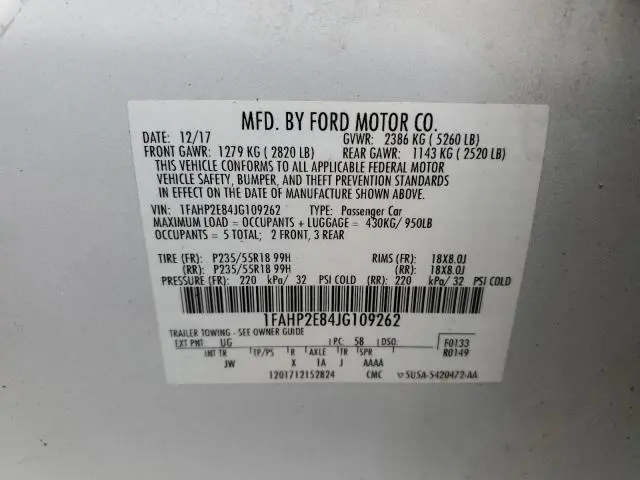 MFD. BY FORD MOTOR CO.
DATE: 12/17 GVWR: 2386 KG ( 5260 LB)
FRONT GAWR: 1279 KG ( 2820 LB) REAR GAWR: 1143 KG ( 2520 LB)
THIS VEHICLE CONFORMS TO ALL APPLICABLE FEDERAL MOTOR
VEHICLE SAFETY, BUMPER, AND THEFT PREVENTION STANDARDS
IN EFFECT ON THE DATE OF MANUFACTURE SHOWN ABOVE.
VIN: 1FAHP2E84JG109262 TYPE: Passenger Car
MAXIMUM LOAD = OCCUPANTS + LUGGAGE = 430KG/ 950LB
OCCUPANTS = 5 TOTAL; 2 FRONT, 3 REAR
TIRE (FR): P235/55R18 99H RIMS (FR): 18X8.0J
(RR): P235/55R18 99H (RR): 18X8.0J
PRESSURE (FR): 220 kPa/ 32 PSI COLD (RR): 220 kPa/ 32 PSI COLD
1FAHP2E84JG109262
TRAILER TOWING - SEE OWNER GUIDE
EXT PNT: UG RC: 58 DSO: F0133
INT TR TP/PS R AXLE TR SPR R0149
JW X 1A J AAAA
1201712152824 CMC 5U5A-5420472-AA